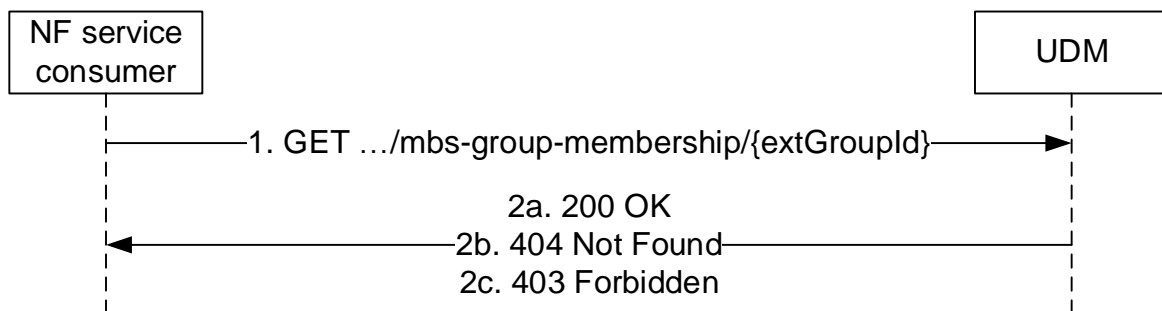 NF service
consumer
UDM
1. GET …/mbs-group-membership/{extGroupId}
2a. 200 OK
2b. 404 Not Found
2c. 403 Forbidden